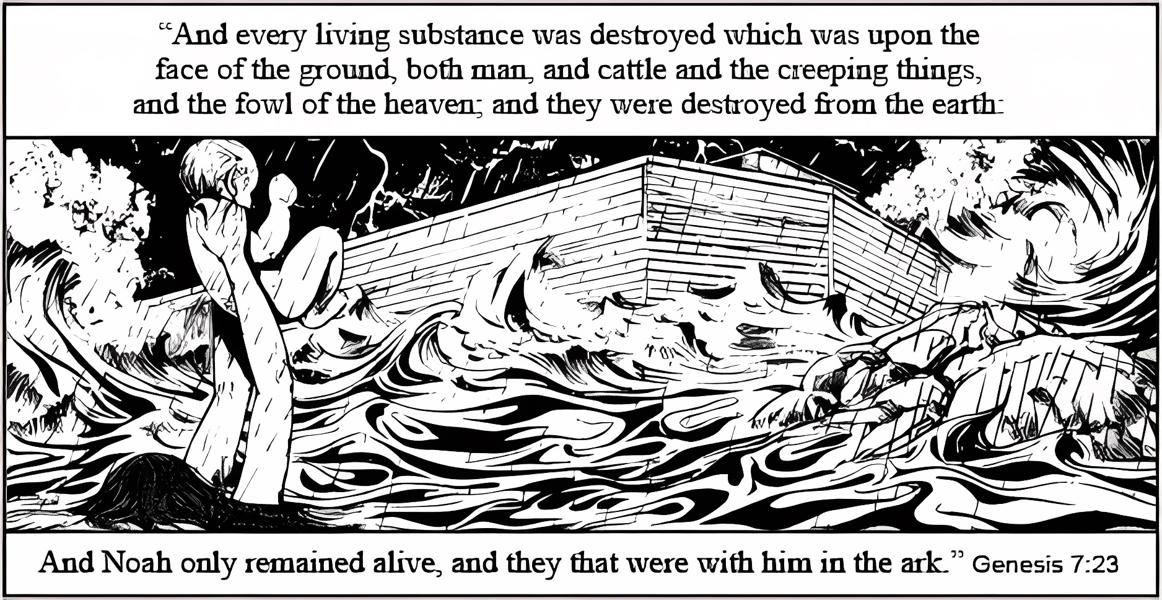 “And every living substance was destroyed which was upon the
face of the ground, both man, and cattle and the creeping things,
and the fowl of the heaven; and they were destroyed from the earth:
And Noah only remained alive, and they that were with him in the ark.” Genesis 7:23